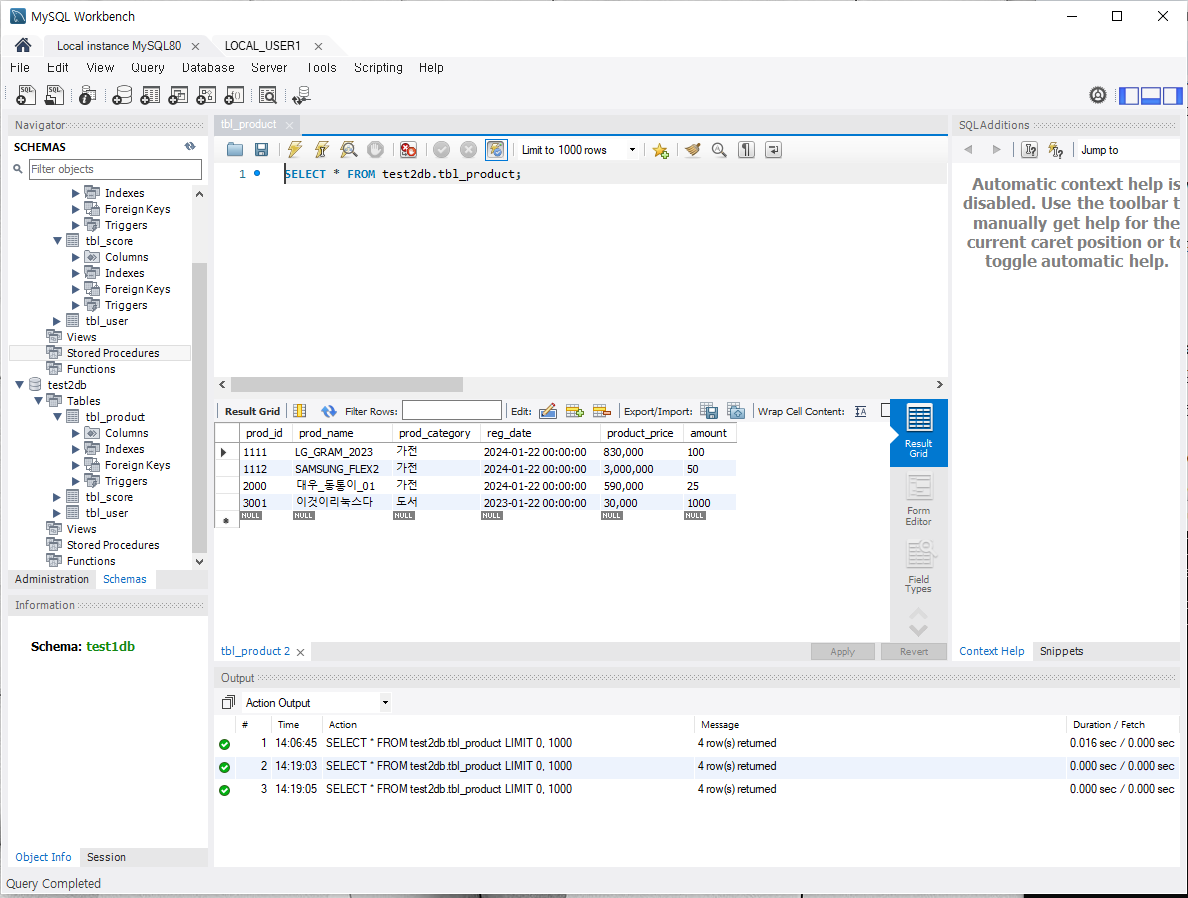 MySQL Workbench
Local instance MySQL80
LOCAL_USER1
File Edit View Query Database Server Tools Scripting Help
Navigator
SCHEMAS
Filter objects
Indexes
Foreign Keys
Triggers
tbl_score
Columns
Indexes
Foreign Keys
Triggers
tbl_user
Views
Stored Procedures
Functions
test2db
Tables
tbl_product
Columns
Indexes
Foreign Keys
Triggers
tbl_score
tbl_user
Views
Stored Procedures
Functions
Administration Schemas
Information
Schema: test1db
Object Info Session
Query Completed
tbl_product
Limit to 1000 rows
1 SELECT * FROM test2db.tbl_product;
Result Grid Filter Rows: Edit: Export/Import: Wrap Cell Content:
prod_id prod_name prod_category reg_date product_price amount
1111 LG_GRAM_2023 가전 2024-01-22 00:00:00 830,000 100
1112 SAMSUNG_FLEX2 가전 2024-01-22 00:00:00 3,000,000 50
2000 대우_동통이_01 가전 2024-01-22 00:00:00 590,000 25
3001 이것이리눅스다 도서 2023-01-22 00:00:00 30,000 1000
NULL NULL NULL NULL NULL NULL
Result
Grid
Form
Editor
Field
Types
tbl_product 2
Apply Revert
SQLAdditions
Jump to
Automatic context help is
disabled. Use the toolbar t
manually get help for the
current caret position or to
toggle automatic help.
Context Help Snippets
Output
Action Output
# Time Action Message Duration / Fetch
1 14:06:45 SELECT * FROM test2db.tbl_product LIMIT 0, 1000 4 row(s) returned 0.016 sec / 0.000 sec
2 14:19:03 SELECT * FROM test2db.tbl_product LIMIT 0, 1000 4 row(s) returned 0.000 sec / 0.000 sec
3 14:19:05 SELECT * FROM test2db.tbl_product LIMIT 0, 1000 4 row(s) returned 0.000 sec / 0.000 sec